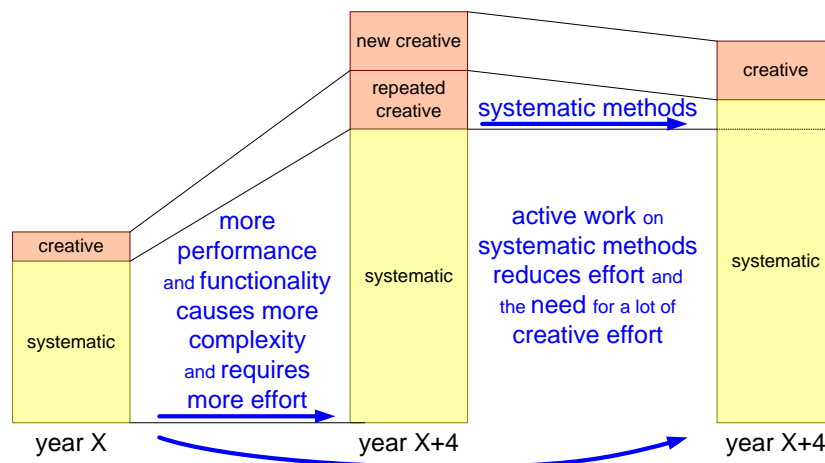 new creative
creative
repeated
creative
systematic methods
creative
more
performance
and functionality
causes more
complexity
and requires
more effort
active work on
systematic methods
reduces effort and
the need for a lot of
creative effort
systematic
systematic
systematic
year X
year X+4
year X+4